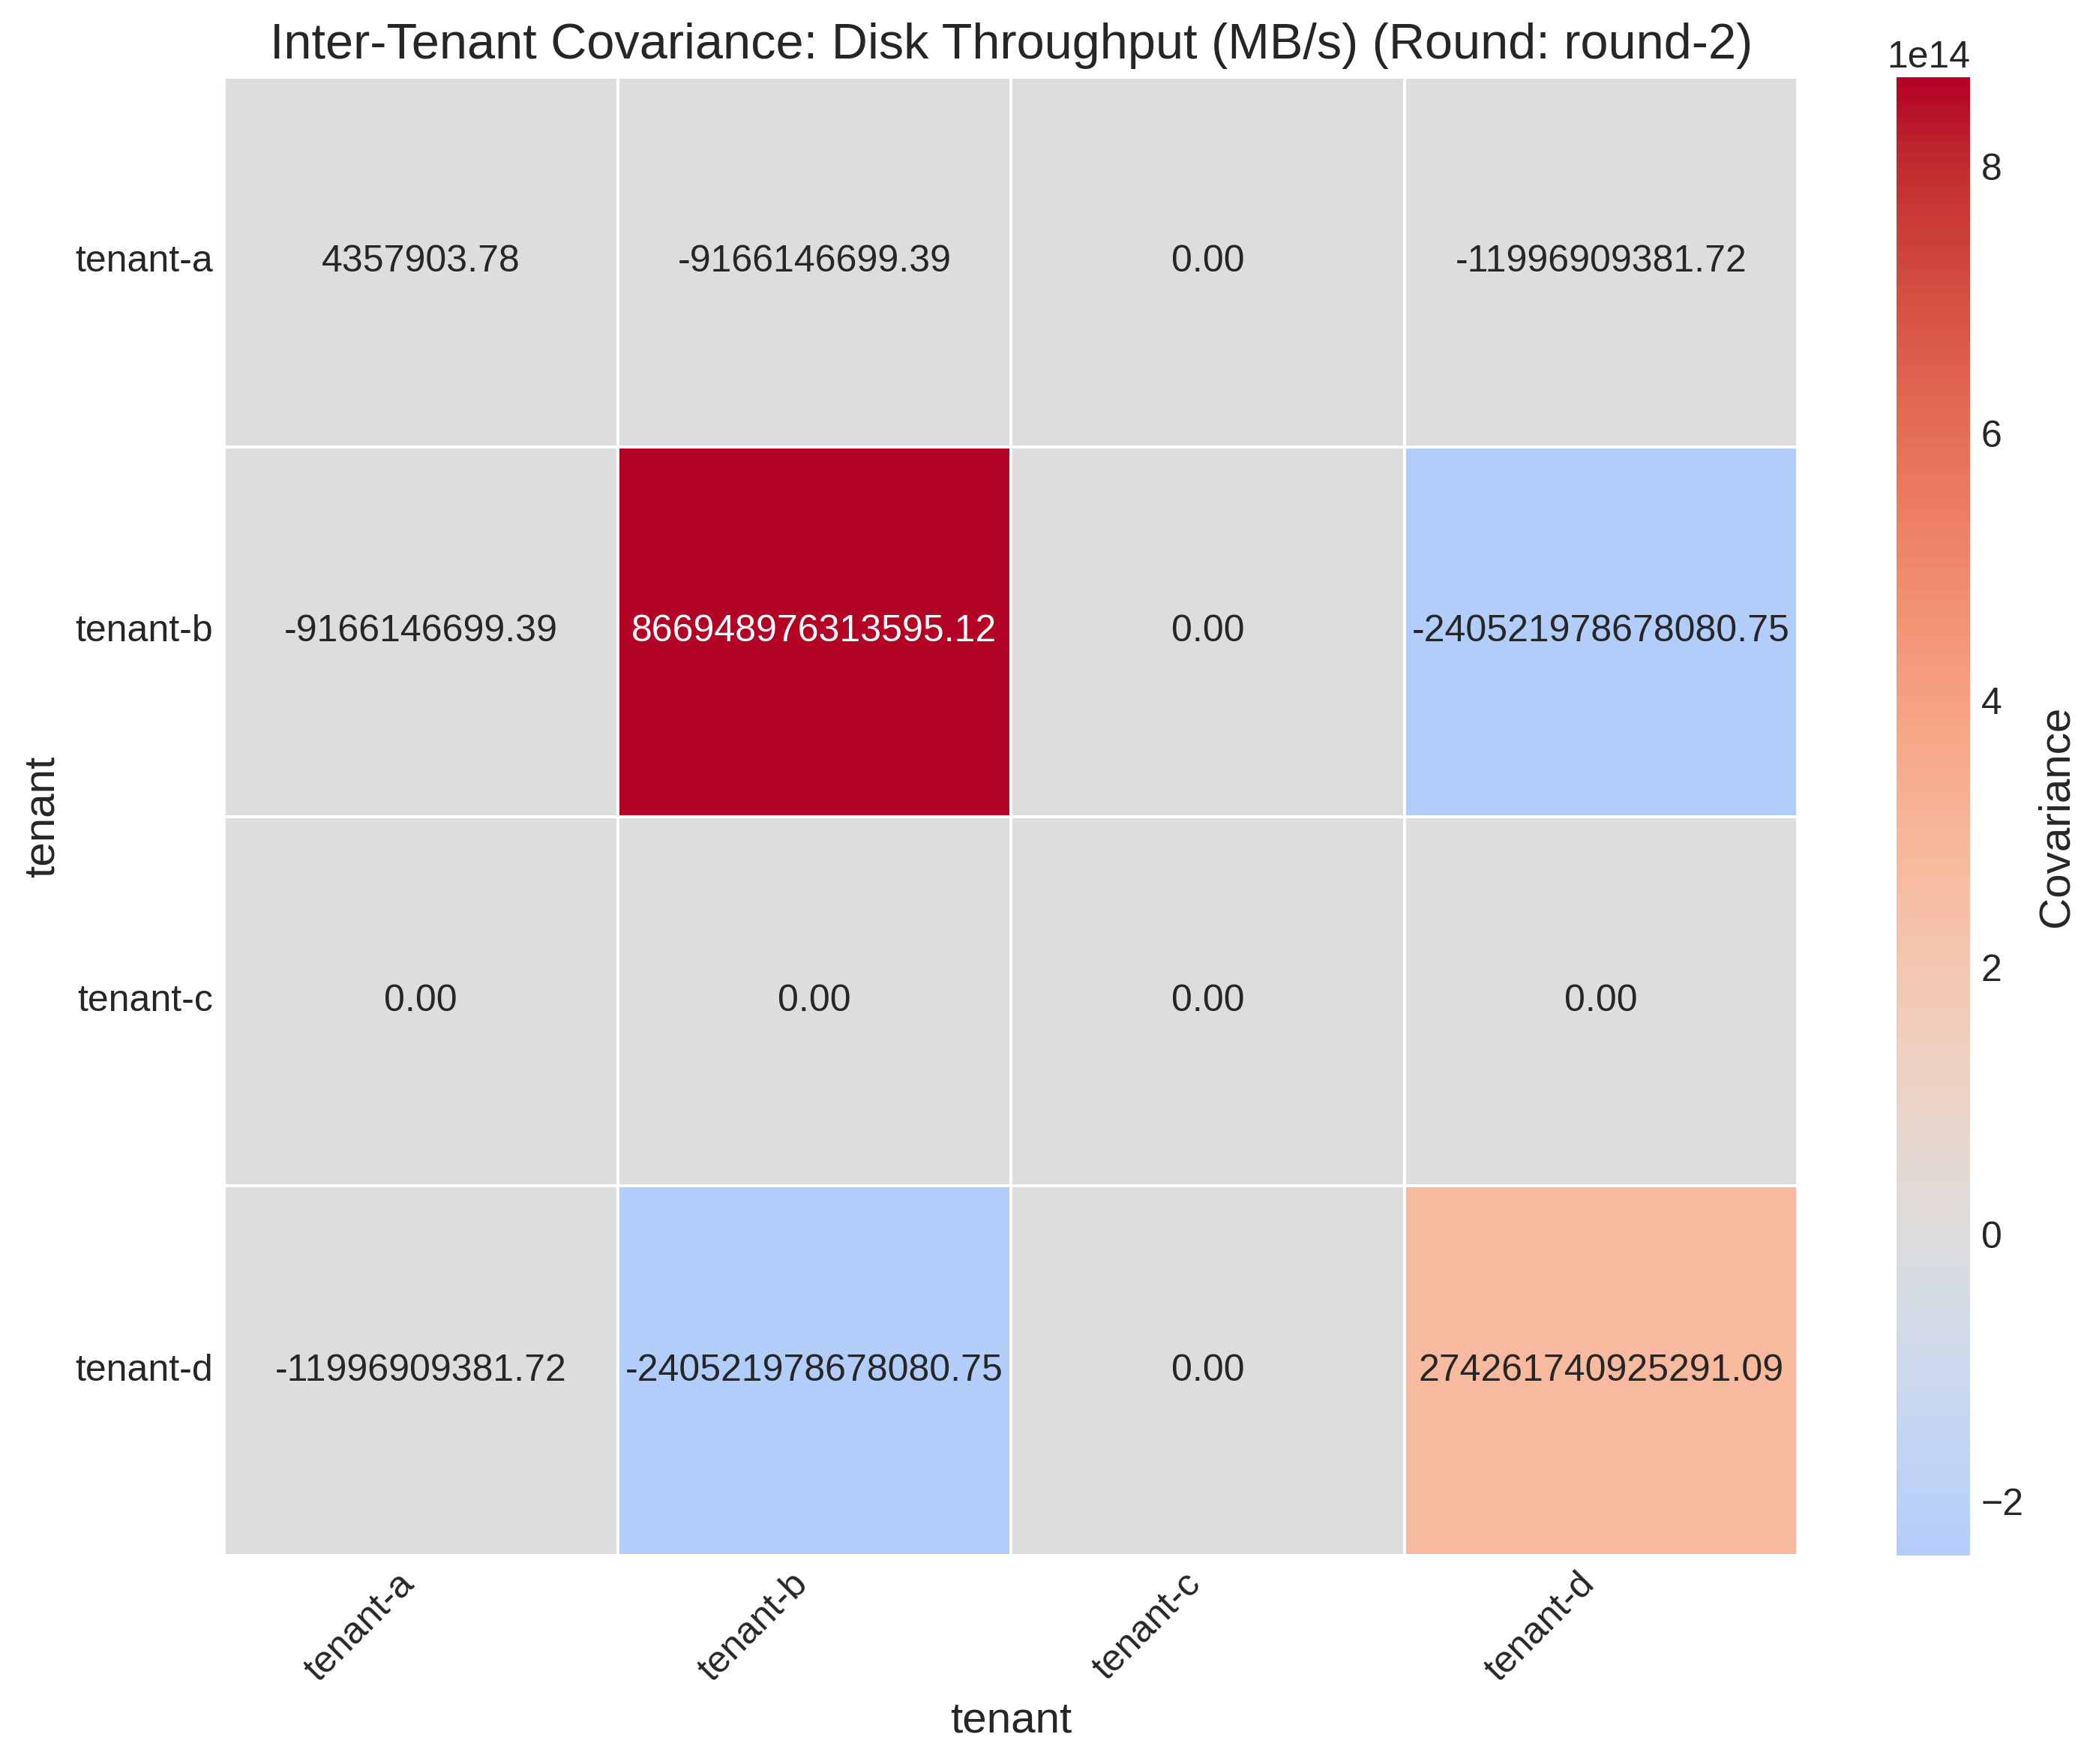 Inter-Tenant Covariance: Disk Throughput (MB/s) (Round: round-2)
1e14
tenant-a
4357903.78
-9166146699.39
0.00
-11996909381.72
tenant-b
-9166146699.39
866948976313595.12
0.00
-240521978678080.75
tenant-c
0.00
0.00
0.00
0.00
tenant-d
-11996909381.72
-240521978678080.75
0.00
274261740925291.09
tenant
tenant-a
tenant-b
tenant-c
tenant-d
tenant
8
6
4
2
0
−2
Covariance